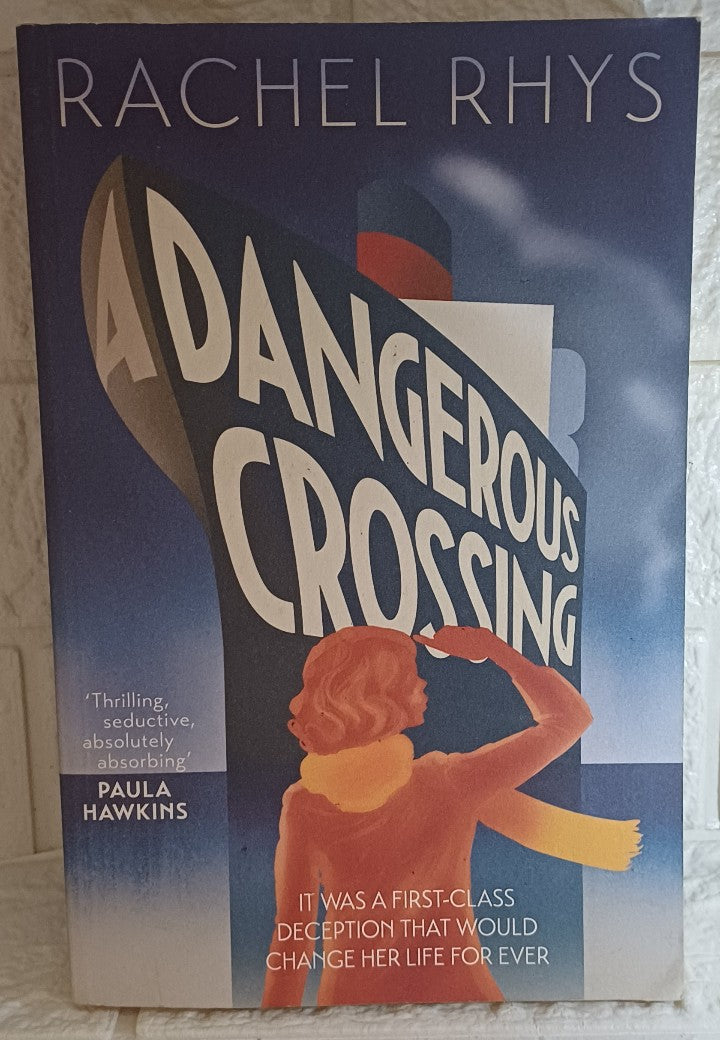 RACHEL RHYS
A DANGEROUS
CROSSING
‘Thrilling,
seductive,
absolutely
absorbing’
PAULA
HAWKINS
IT WAS A FIRST-CLASS
DECEPTION THAT WOULD
CHANGE HER LIFE FOR EVER